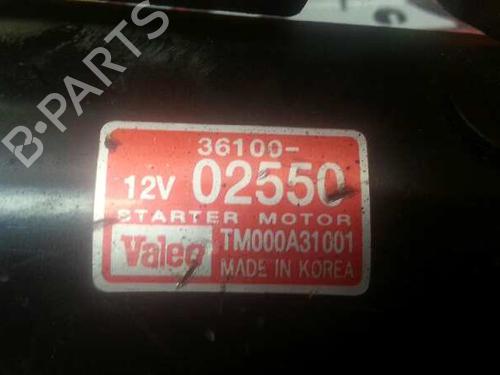 B-PARTS
36100-
12V 02550
STARTER MOTOR
Valeo TM000A31001
MADE IN KOREA